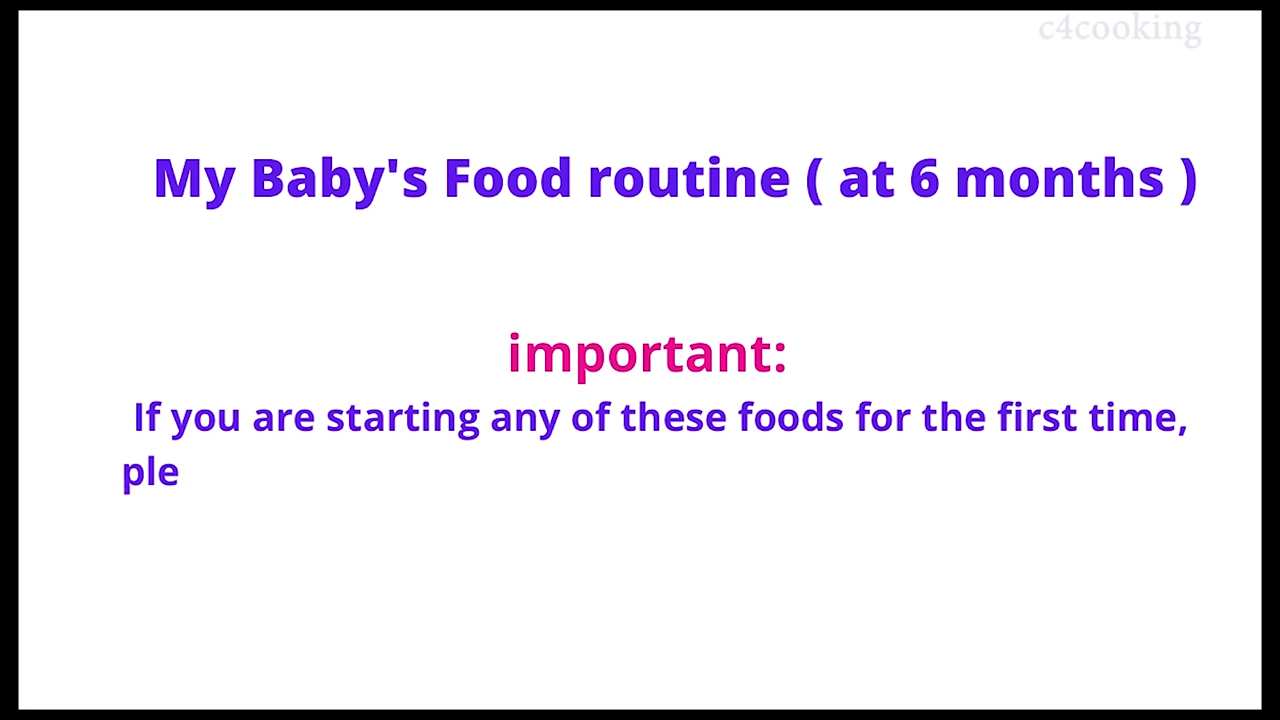 c4cooking
My Baby's Food routine ( at 6 months )
important:
If you are starting any of these foods for the first time,
ple